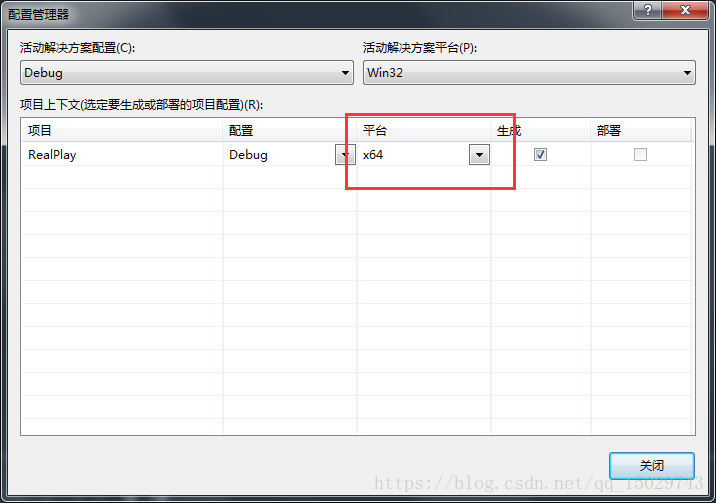 配置管理器
活动解决方案配置(C):
活动解决方案平台(P):
Debug
Win32
项目上下文(选定要生成或部署的项目配置)(R):
项目 配置 平台 生成 部署
RealPlay Debug x64
关闭
https://blog.csdn.net/qq_15029743